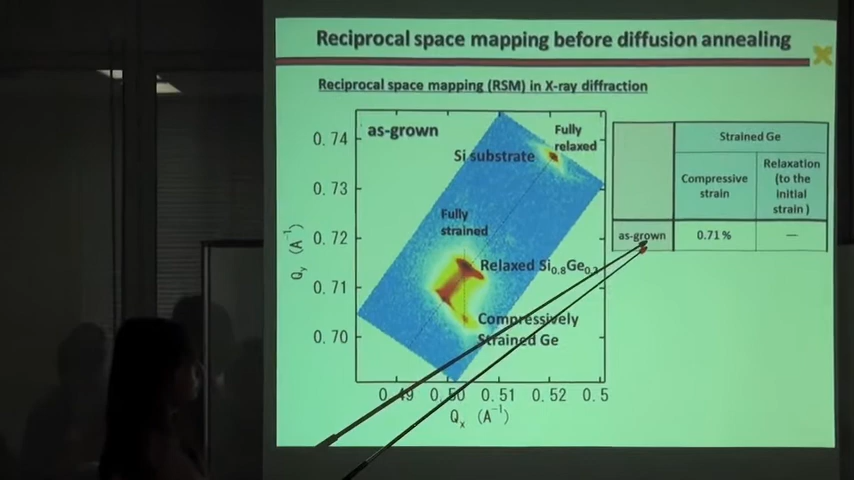 Reciprocal space mapping before diffusion annealing
Reciprocal space mapping (RSM) in X-ray diffraction
as-grown
Fully
relaxed
Si substrate
Fully
strained
Relaxed Si0.8Ge0.2
Compressively
Strained Ge
0.74
0.73
0.72
0.71
0.70
Qy (A⁻¹)
0.49 0.50 0.51 0.52 0.5
Qx (A⁻¹)
Strained Ge
Compressive
strain
Relaxation
(to the
initial
strain )
as-grown
0.71 %
—